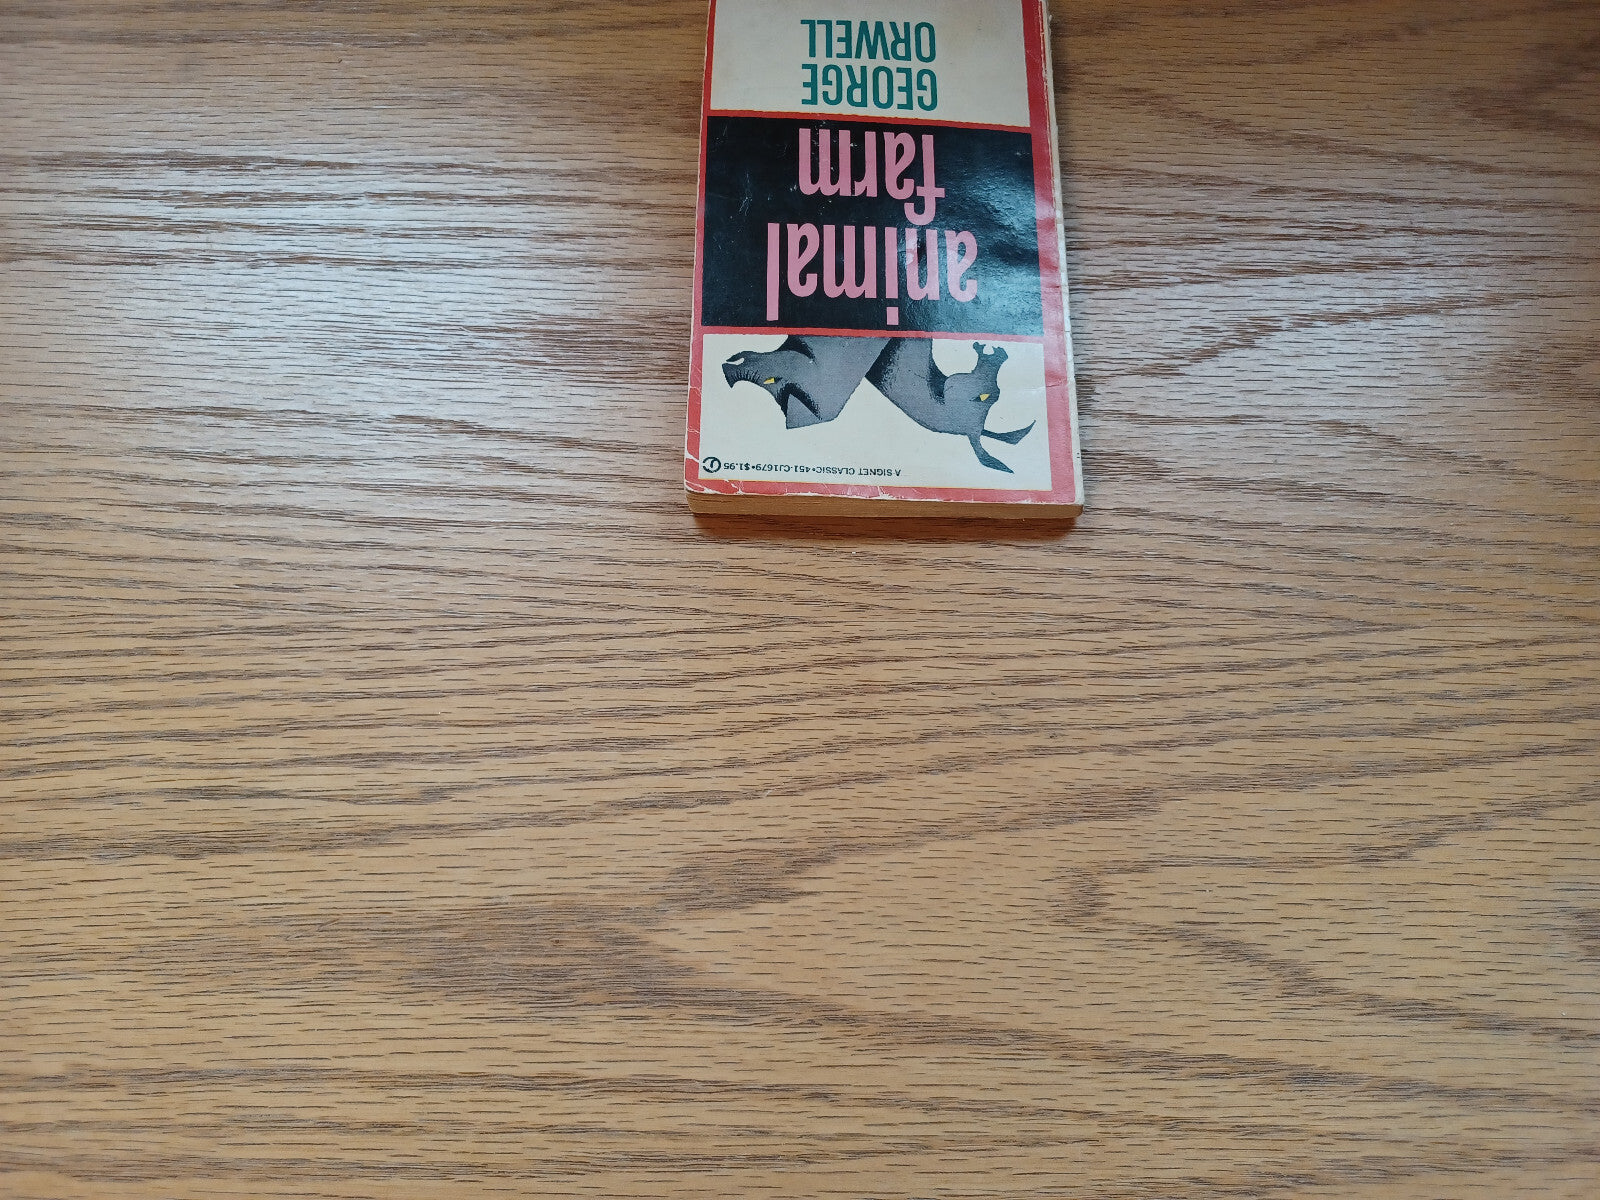 A SIGNET CLASSIC•451-CJ1679•$1.95
animal
farm
GEORGE
ORWELL